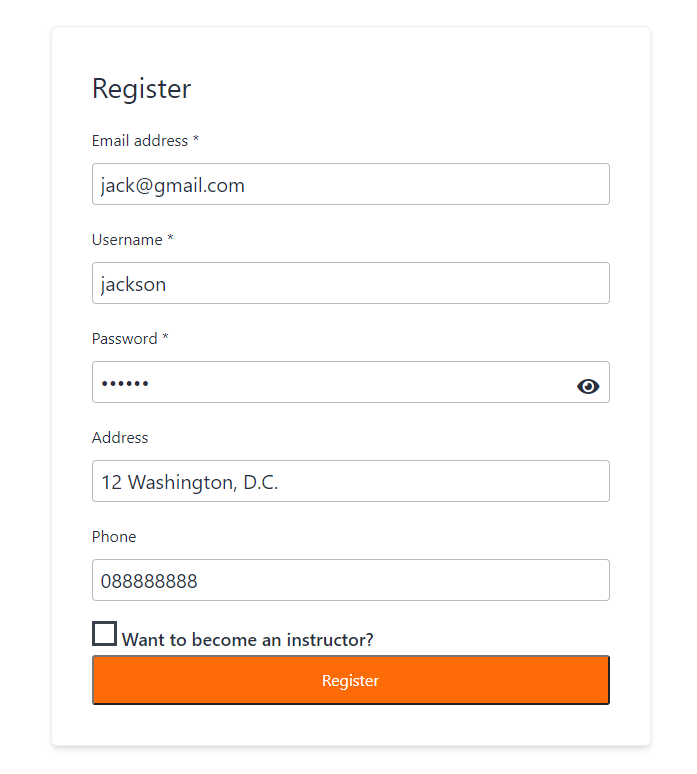 Register
Email address *
jack@gmail.com
Username *
jackson
Password *
••••••
Address
12 Washington, D.C.
Phone
088888888
Want to become an instructor?
Register